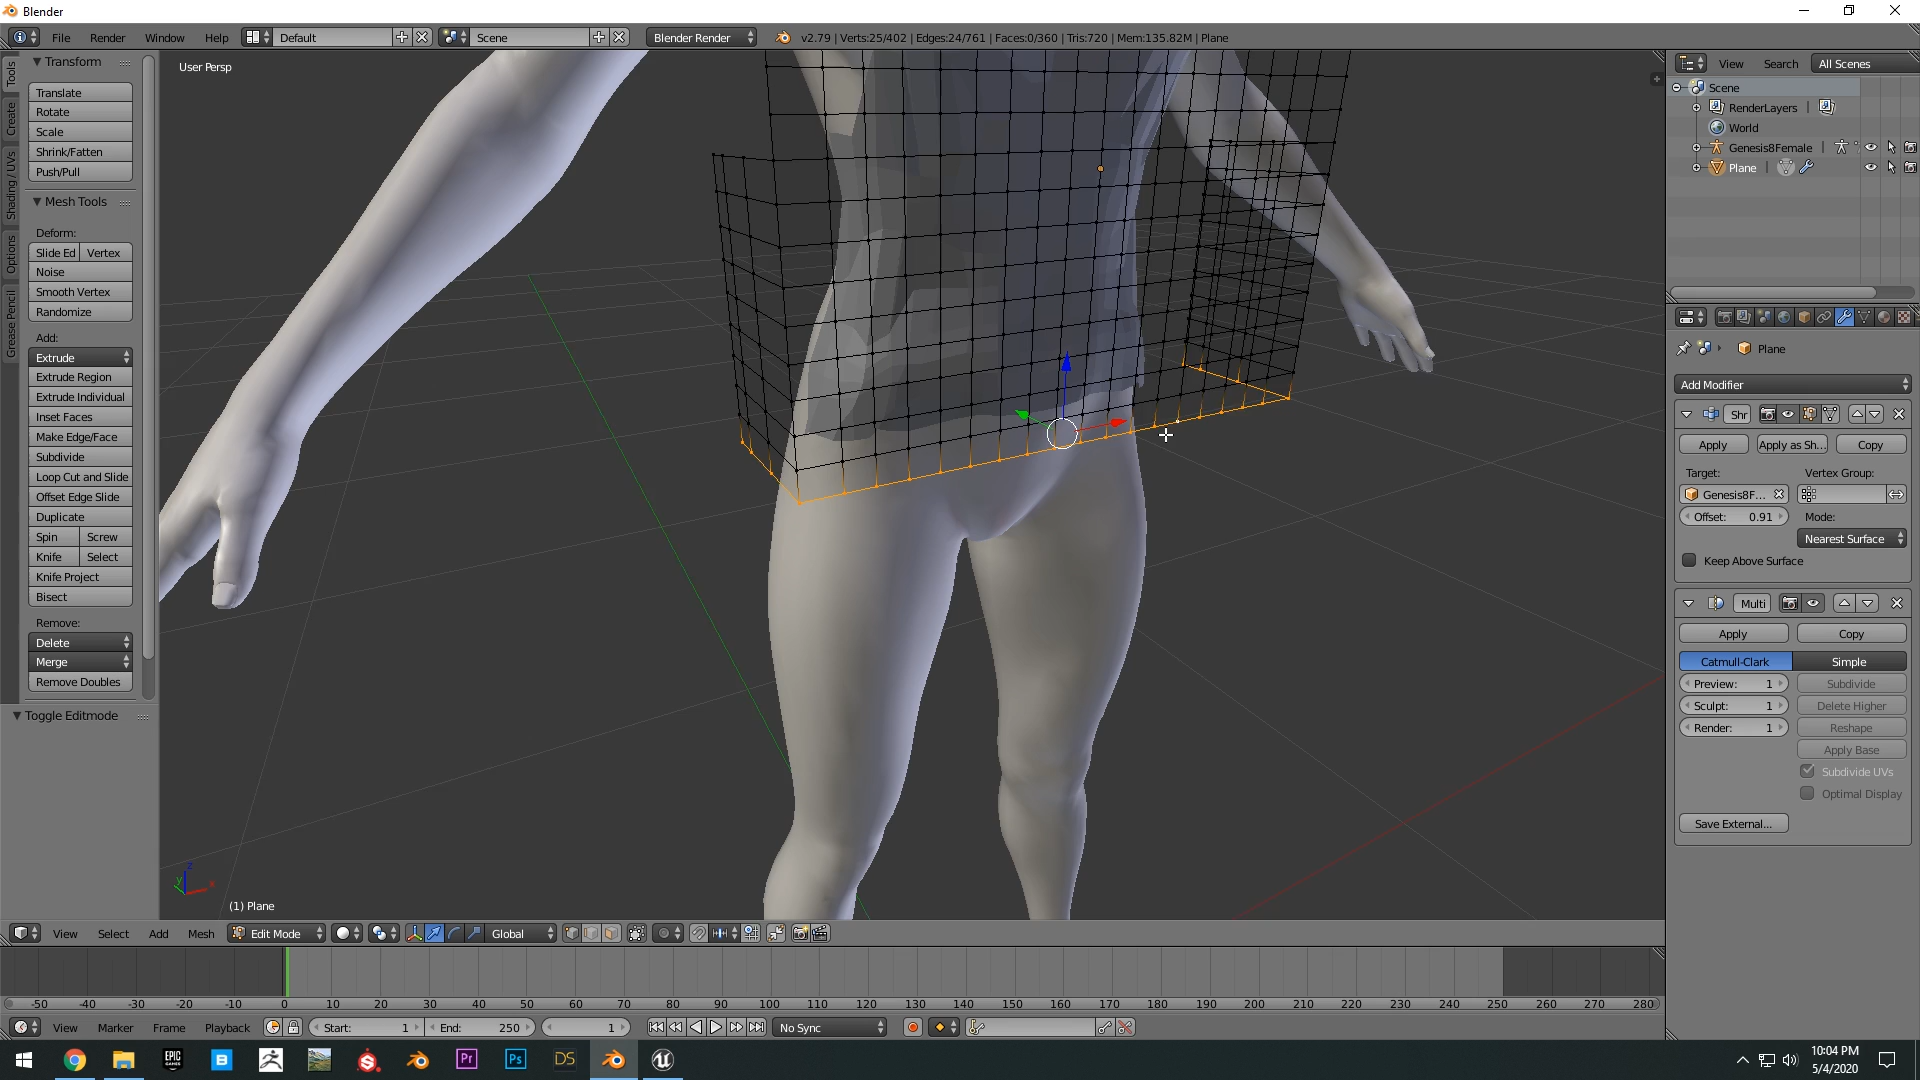 Blender
File Render Window Help Default Scene Blender Render v2.79 | Verts:25/402 | Edges:24/761 | Faces:0/360 | Tris:720 | Mem:135.82M | Plane
Tools
Create
Shading / UVs
Options
Grease Pencil
Transform
Translate
Rotate
Scale
Shrink/Fatten
Push/Pull
Mesh Tools
Deform:
Slide Ed Vertex
Noise
Smooth Vertex
Randomize
Add:
Extrude
Extrude Region
Extrude Individual
Inset Faces
Make Edge/Face
Subdivide
Loop Cut and Slide
Offset Edge Slide
Duplicate
Spin Screw
Knife Select
Knife Project
Bisect
Remove:
Delete
Merge
Remove Doubles
Toggle Editmode
User Persp
z
y
x
(1) Plane
View Search All Scenes
Scene
RenderLayers
World
Genesis8Female
Plane
Plane
Add Modifier
Shr
Apply Apply as Sh... Copy
Target: Vertex Group:
Genesis8F...
Offset: 0.91 Mode:
Nearest Surface
Keep Above Surface
Multi
Apply Copy
Catmull-Clark Simple
Preview: 1 Subdivide
Sculpt: 1 Delete Higher
Render: 1 Reshape
Apply Base
Subdivide UVs
Optimal Display
Save External...
View Select Add Mesh Edit Mode Global
-50 -40 -30 -20 -10 0 10 20 30 40 50 60 70 80 90 100 110 120 130 140 150 160 170 180 190 200 210 220 230 240 250 260 270 280
View Marker Frame Playback Start: 1 End: 250 1 No Sync
EPIC GAMES B Pr Ps DS
10:04 PM
5/4/2020